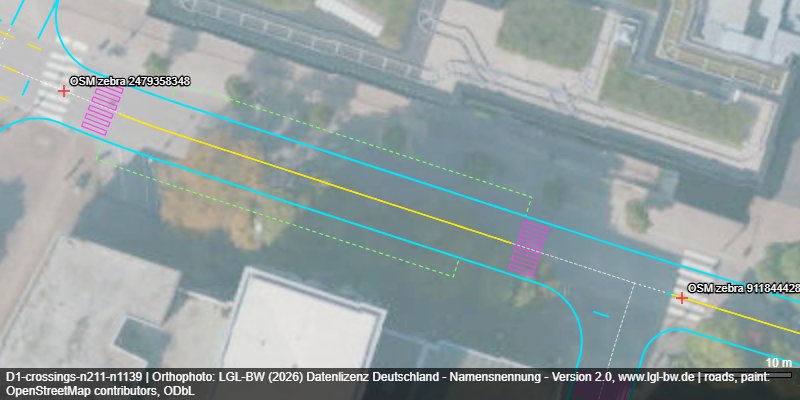 OSM zebra 2479358348
OSM zebra 911844428
10 m
D1-crossings-n211-n1139 | Orthophoto: LGL-BW (2026) Datenlizenz Deutschland - Namensnennung - Version 2.0, www.lgl-bw.de | roads, paint:
OpenStreetMap contributors, ODbL